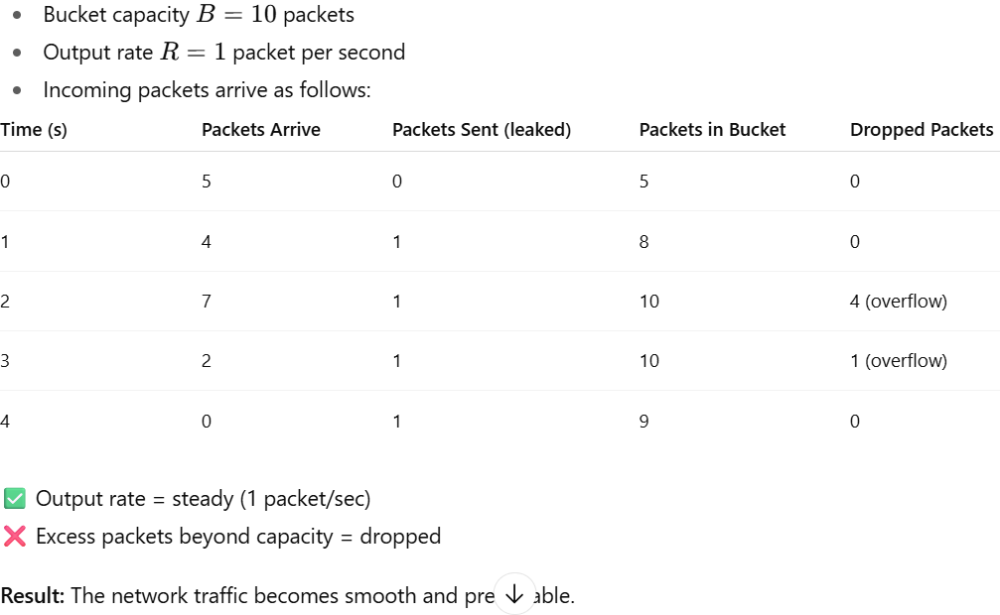 Bucket capacity B = 10 packets
Output rate R = 1 packet per second
Incoming packets arrive as follows:
Time (s) Packets Arrive Packets Sent (leaked) Packets in Bucket Dropped Packets
0 5 0 5 0
1 4 1 8 0
2 7 1 10 4 (overflow)
3 2 1 10 1 (overflow)
4 0 1 9 0
Output rate = steady (1 packet/sec)
Excess packets beyond capacity = dropped
Result: The network traffic becomes smooth and